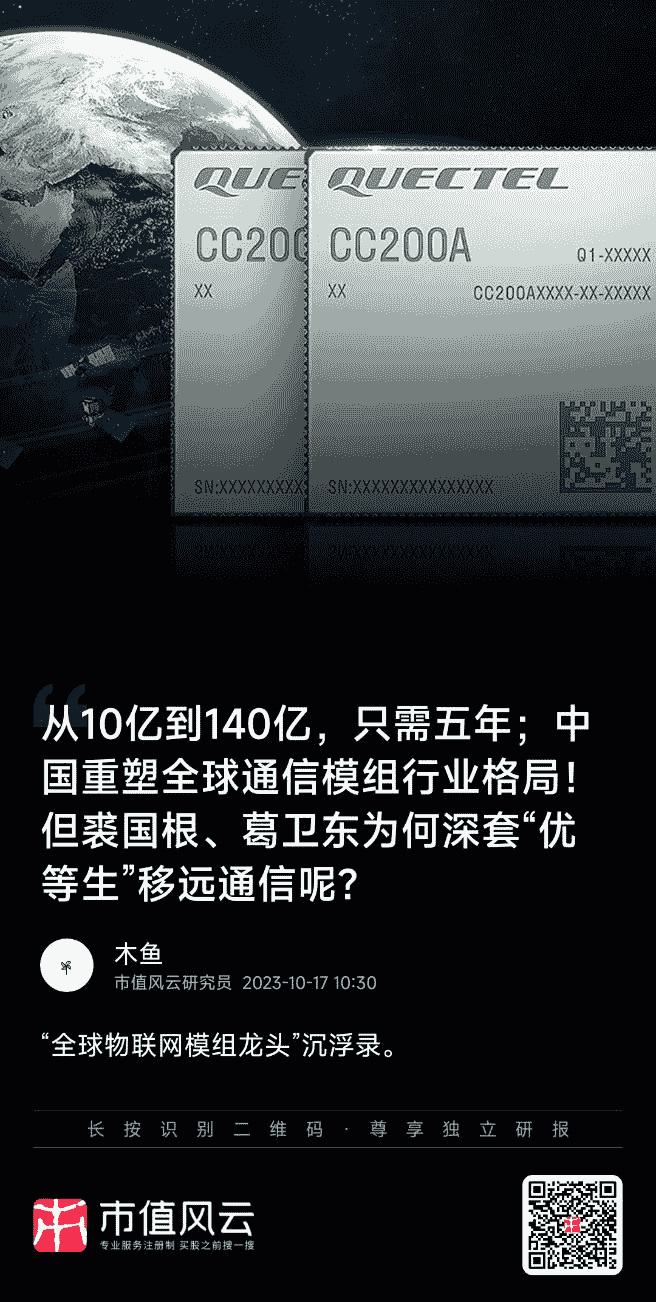 QUE
QUECTEL
CC200
CC200A
Q1-XXXXX
XX
XX
CC200AXXXX-XX-XXXXX
SN:XXXXXXXXX
SN:XXXXXXXXXXXXXXX
“
从10亿到140亿，只需五年；中
国重塑全球通信模组行业格局！
但裘国根、葛卫东为何深套“优
等生”移远通信呢？
木鱼
市值风云研究员 2023-10-17 10:30
“全球物联网模组龙头”沉浮录。
长按识别二维码·尊享独立研报
市值风云
专业服务注册制 买股之前搜一搜